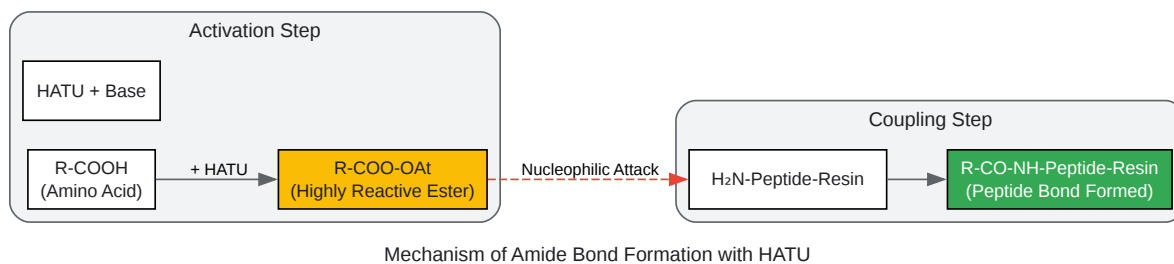 Activation Step
HATU + Base
R-COOH
(Amino Acid)
+ HATU
R-COO-OAt
(Highly Reactive Ester)
Nucleophilic Attack
Coupling Step
H₂N-Peptide-Resin
R-CO-NH-Peptide-Resin
(Peptide Bond Formed)
Mechanism of Amide Bond Formation with HATU